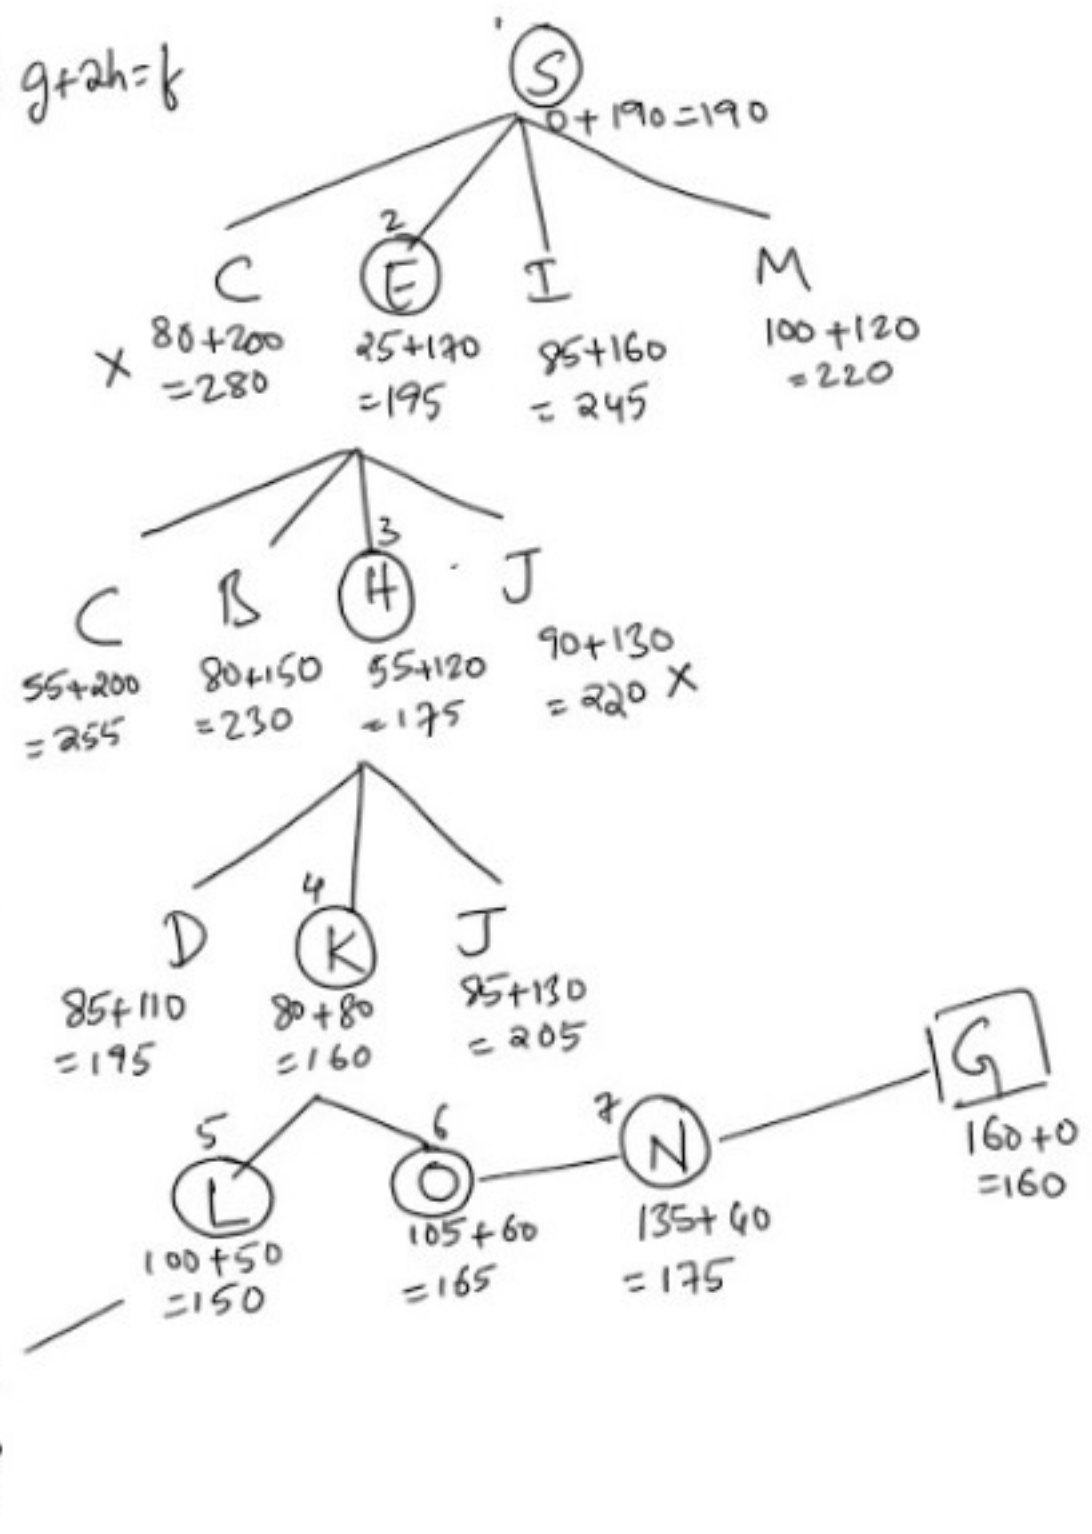 g+2h=f
S
0+190=190
2
C E I M
80+200 25+170 85+160 100+120
X =280 =195 =245 =220
3
C B H J
55+200 80+150 55+120 90+130
=255 =230 =175 =220 X
4
D K J
85+110 80+80 85+130
=195 =160 =205
G
160+0
=160
5 6 7
L O N
100+50 105+60 135+40
=150 =165 =175